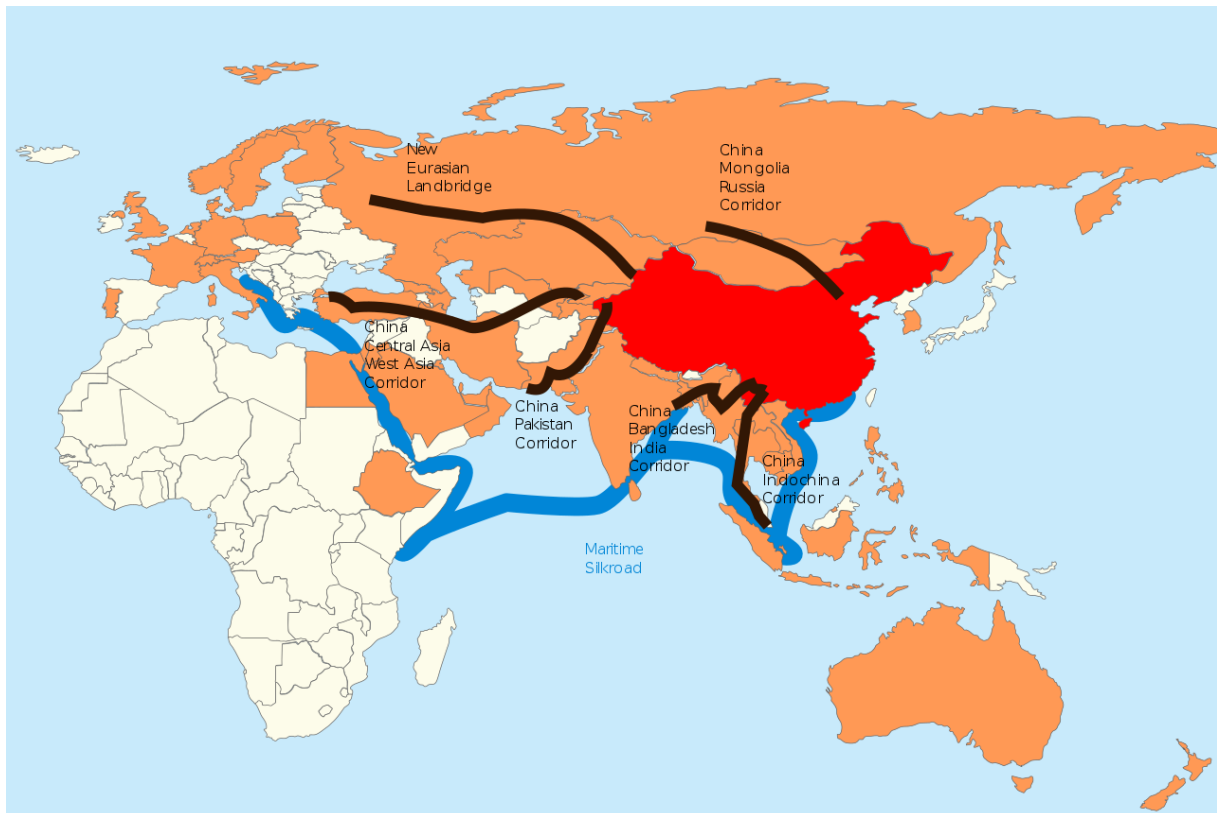 New
Eurasian
Landbridge
China
Mongolia
Russia
Corridor
China
Central Asia
West Asia
Corridor
China
Pakistan
Corridor
China
Bangladesh
India
Corridor
China
Indochina
Corridor
Maritime
Silkroad